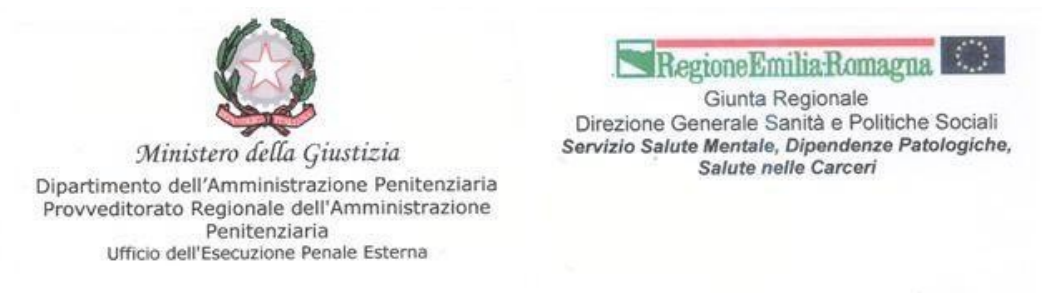 Ministero della Giustizia
Dipartimento dell'Amministrazione Penitenziaria
Provveditorato Regionale dell'Amministrazione
Penitenziaria
Ufficio dell'Esecuzione Penale Esterna
RegioneEmilia-Romagna
Giunta Regionale
Direzione Generale Sanità e Politiche Sociali
Servizio Salute Mentale, Dipendenze Patologiche,
Salute nelle Carceri